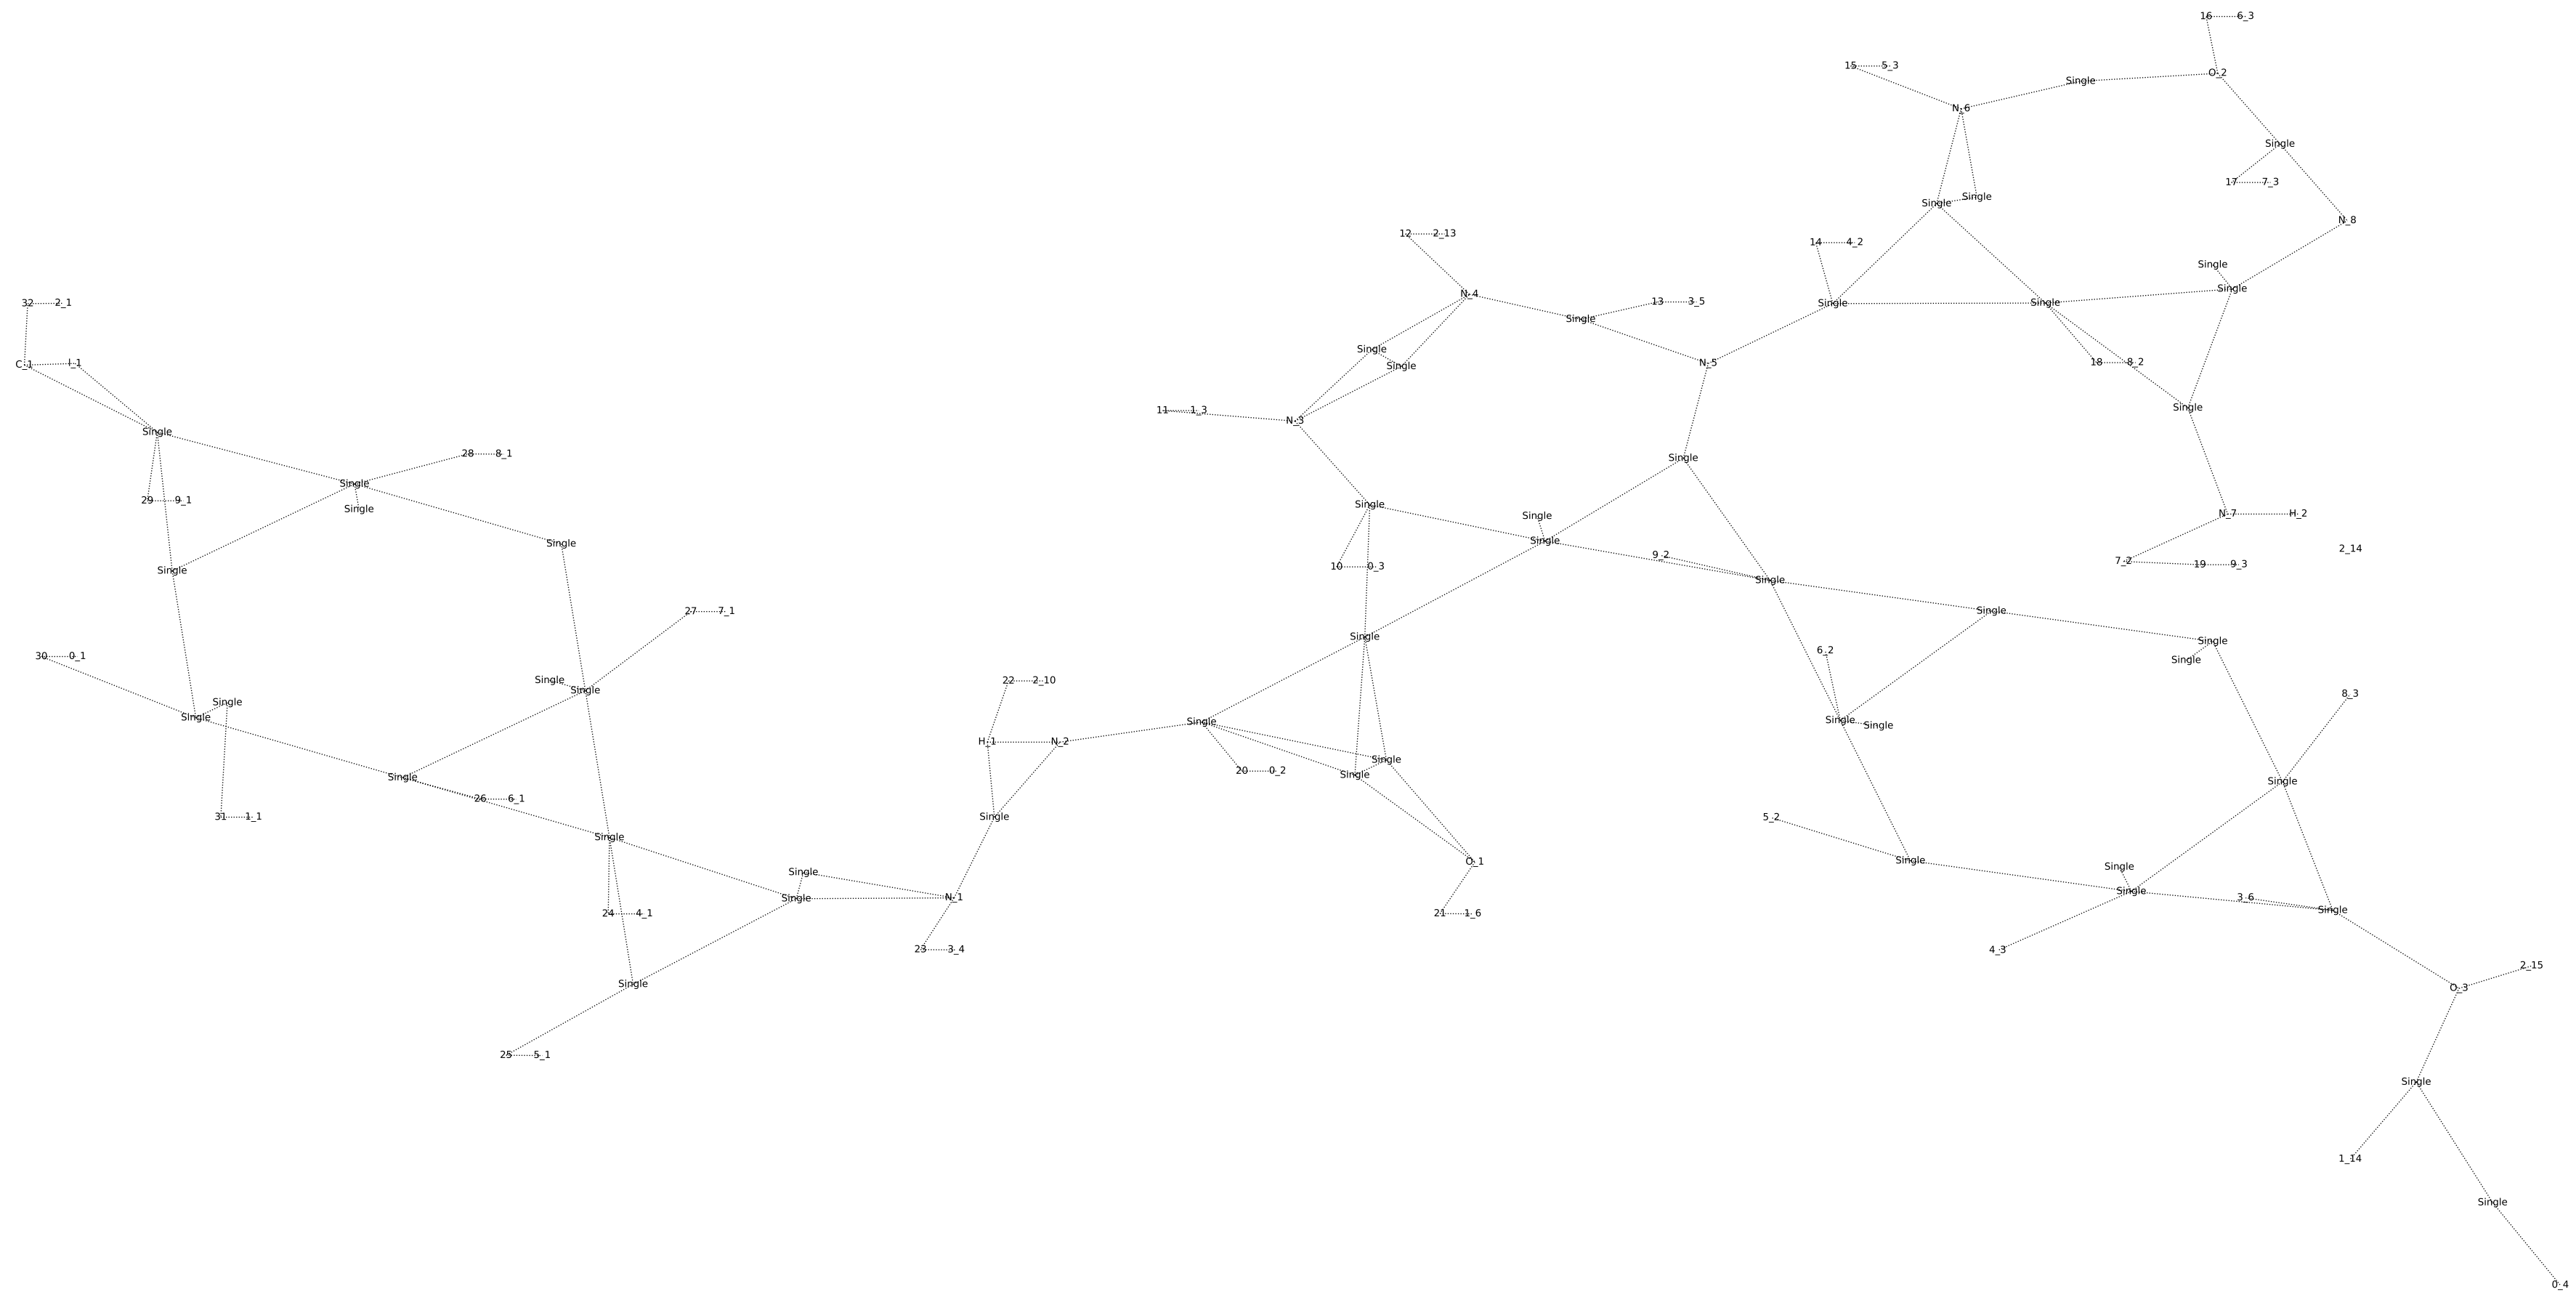 16 6_3
15 5_3
Single O_2
N_6
Single
17 7_3
Single Single
N_8
12 2_13
14 4_2
Single
Single
N_4
32 2_1
13 3_5
Single Single
Single
Single
C_1 I_1
N_5
18 8_2
Single
Single
11 1_3
Single
N_3
Single
28 8_1
Single
Single
29 9_1
Single
Single
N_7 H_2
Single
Single
2_14
9_2
7_2 19 9_3
10 0_3
Single
Single
Single
27 7_1
Single
Single
6_2
30 0_1
Single
Single
22 2_10
Single
8_3
Single
Single
Single
Single
Single
H_1 N_2
Single
20 0_2
Single
Single
Single
26 6_1
31 1_1
Single
5_2
Single
Single
O_1
Single
Single
Single
Single
N_1
3_6
24 4_1
21 1_6
Single
23 3_4
4_3
2_15
Single
O_3
25 5_1
Single
1_14
Single
0_4